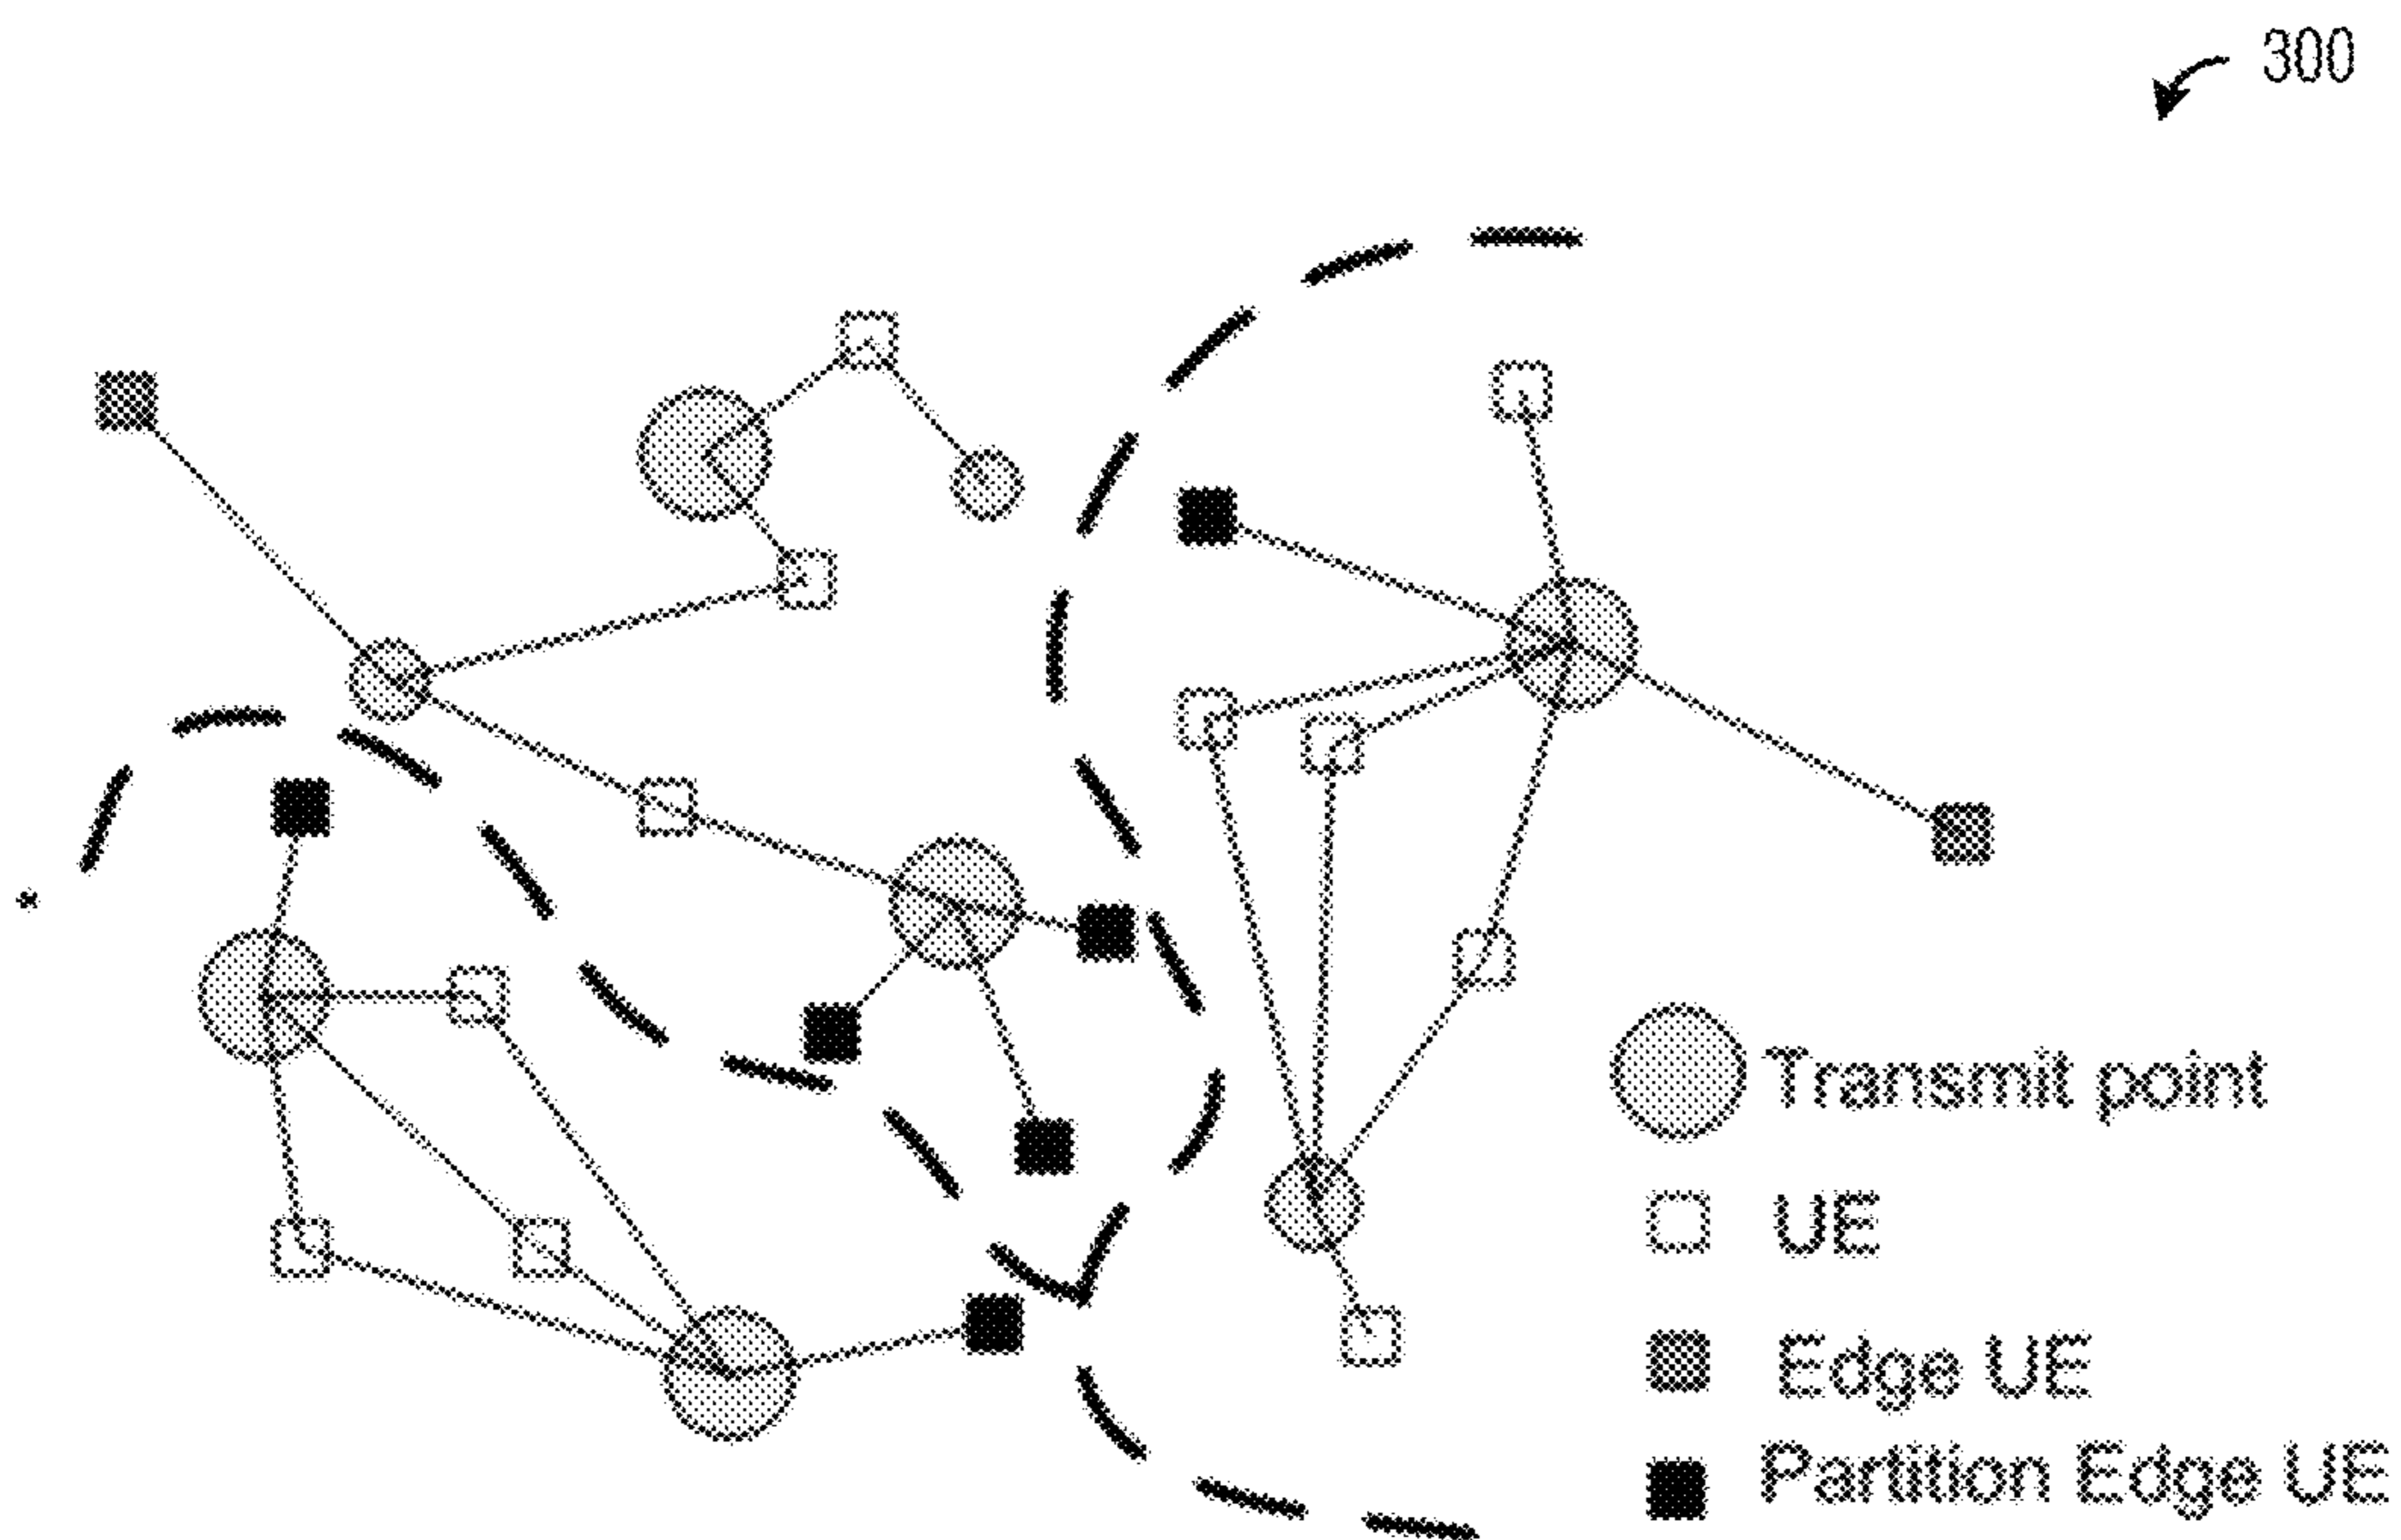 300
Transmit point
UE
Edge UE
Partition Edge UE